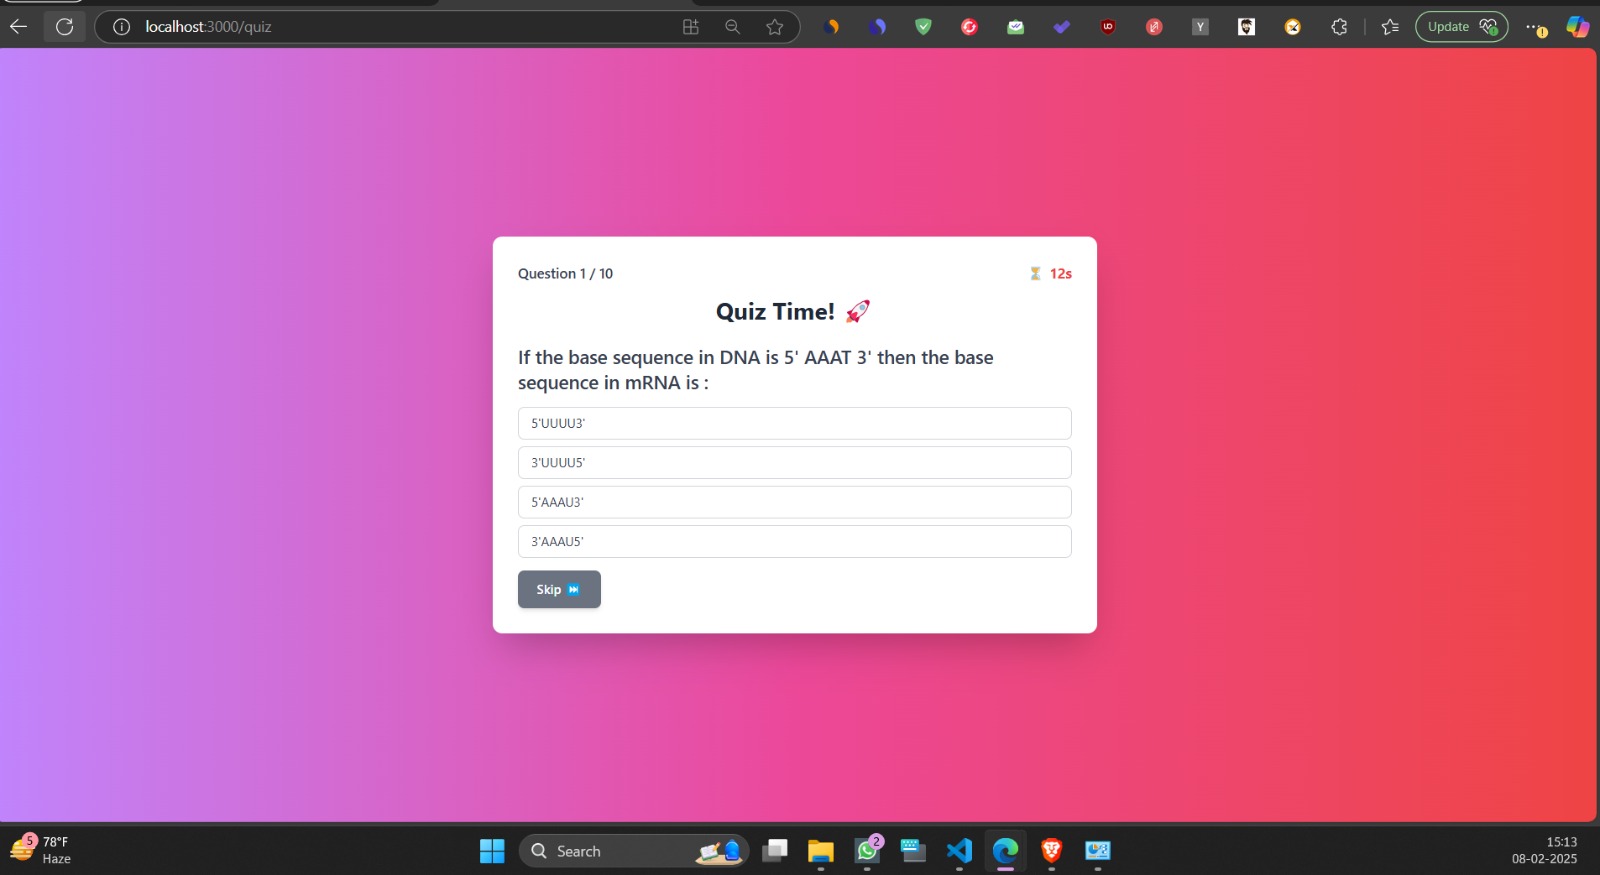 localhost:3000/quiz
Update
Question 1 / 10
12s
Quiz Time!
If the base sequence in DNA is 5' AAAT 3' then the base
sequence in mRNA is :
5'UUUU3'
3'UUUU5'
5'AAAU3'
3'AAAU5'
Skip
5
78°F
Haze
Search
2
15:13
08-02-2025